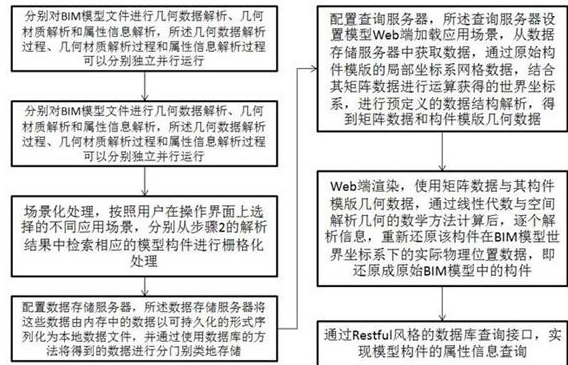 分别对BIM模型文件进行几何数据解析、几何
材质解析和属性信息解析，所述几何数据解析
过程、几何材质解析过程和属性信息解析过程
可以分别独立并行运行
分别对BIM模型文件进行几何数据解析、几何
材质解析和属性信息解析，所述几何数据解析
过程、几何材质解析过程和属性信息解析过程
可以分别独立并行运行
场景化处理，按照用户在操作界面上选
择的不同应用场景，分别从步骤2的解析
结果中检索相应的模型构件进行栅格化
处理
配置数据存储服务器，所述数据存储服务器将
这些数据由内存中的数据以可持久化的形式序
列化为本地数据文件，并通过使用数据库的方
法将得到的数据进行分门别类地存储
配置查询服务器，所述查询服务器设
置模型Web端加载应用场景，从数据
存储服务器中获取数据，通过原始构
件模版的局部坐标系网格数据，结合
其矩阵数据进行运算获得的世界坐标
系，进行预定义的数据结构解析，得
到矩阵数据和构件模版几何数据
Web端渲染，使用矩阵数据与其构件
模版几何数据，通过线性代数与空间
解析几何的数学方法计算后，逐个解
析信息，重新还原该构件在BIM模型世
界坐标系下的实际物理位置数据，即
还原成原始BIM模型中的构件
通过Restful风格的数据库查询接口，实
现模型构件的属性信息查询